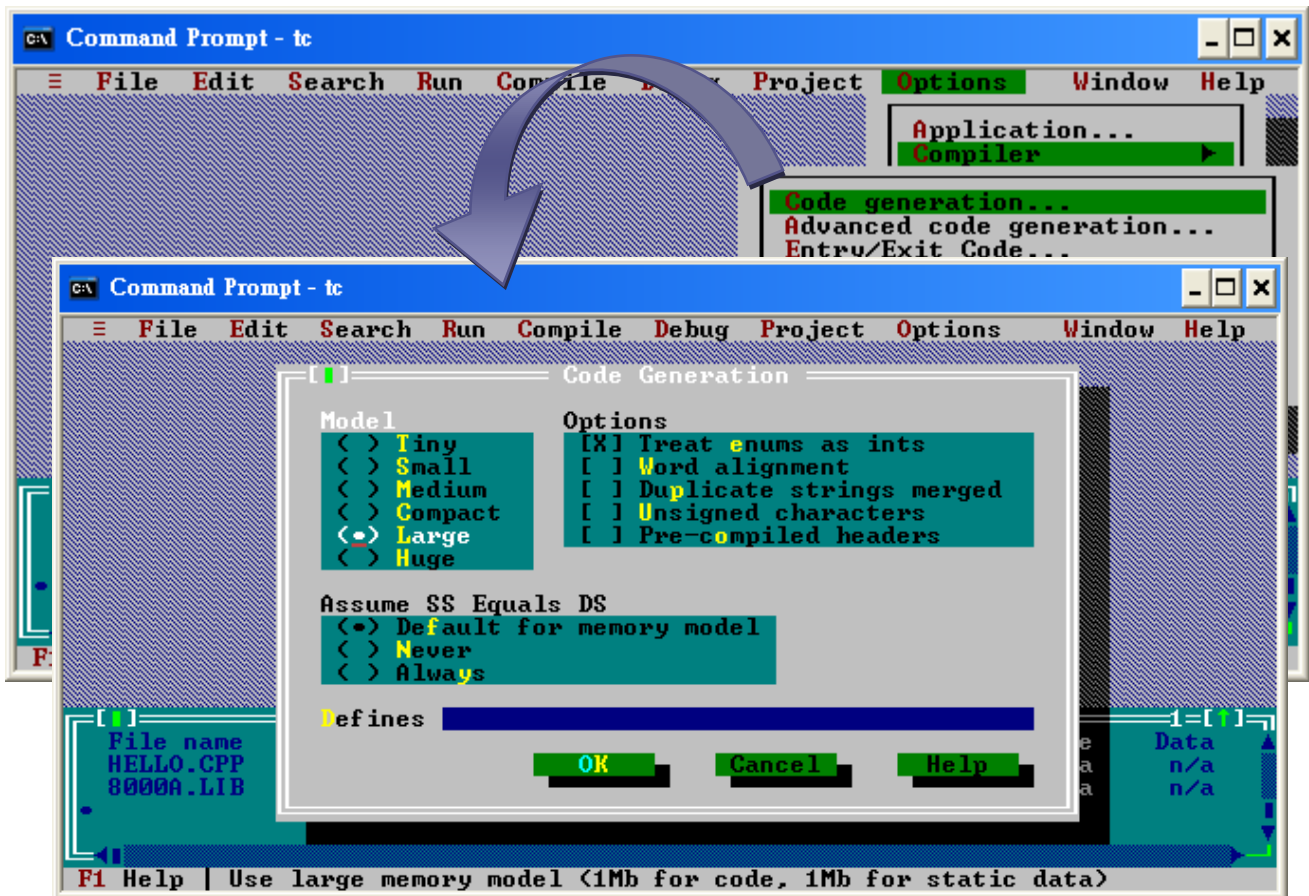 Command Prompt - tc
≡ File Edit Search Run Compile Project Options Window Help
Application...
Compiler ►
Code generation...
Advanced code generation...
Entry/Exit Code...
Command Prompt - tc
≡ File Edit Search Run Compile Debug Project Options Window Help
Code Generation
Model
( ) Tiny
( ) Small
( ) Medium
( ) Compact
(•) Large
( ) Huge
Options
[X] Treat enums as ints
[ ] Word alignment
[ ] Duplicate strings merged
[ ] Unsigned characters
[ ] Pre-compiled headers
Assume SS Equals DS
(•) Default for memory model
( ) Never
( ) Always
Defines
OK Cancel Help
1=[↑]
File name Data
HELLO.CPP n/a
8000A.LIB n/a
F1 Help | Use large memory model (1Mb for code, 1Mb for static data)